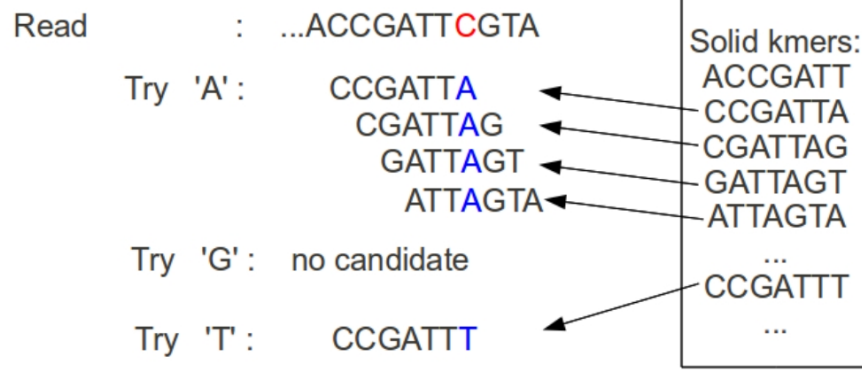 Read : ...ACCGATTCGTA
Try 'A' : CCGATTA
CGATTAG
GATTAGT
ATTAGTA
Try 'G' : no candidate
Try 'T' : CCGATTT
Solid kmers:
ACCGATT
CCGATTA
CGATTAG
GATTAGT
ATTAGTA
...
CCGATTT
...